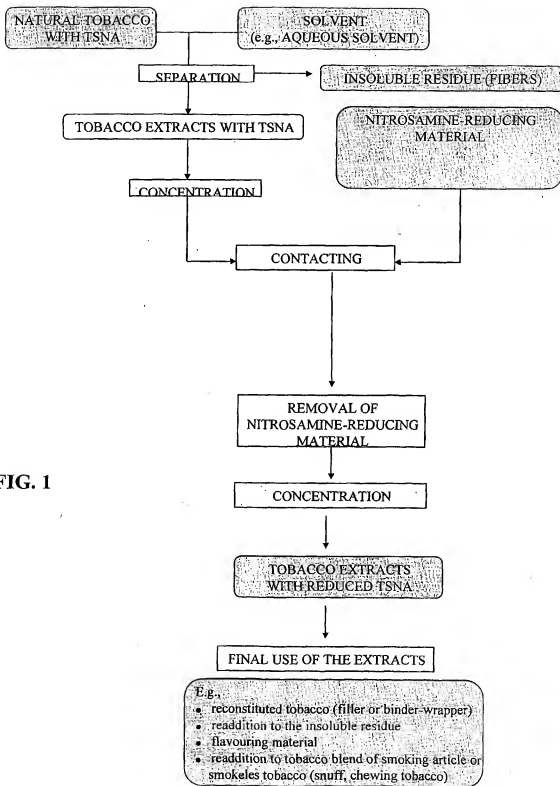 NATURAL TOBACCO
WITH TSNA
SOLVENT
(e.g., AQUEOUS SOLVENT)
SEPARATION
INSOLUBLE RESIDUE (FIBERS)
TOBACCO EXTRACTS WITH TSNA
NITROSAMINE-REDUCING
MATERIAL
CONCENTRATION
CONTACTING
REMOVAL OF
NITROSAMINE-REDUCING
MATERIAL
FIG. 1
CONCENTRATION
TOBACCO EXTRACTS
WITH REDUCED TSNA
FINAL USE OF THE EXTRACTS
E.g.,
• reconstituted tobacco (filler or binder-wrapper)
• readdition to the insoluble residue
• flavouring material
• readdition to tobacco blend of smoking article or
smokeles tobacco (snuff, chewing tobacco)